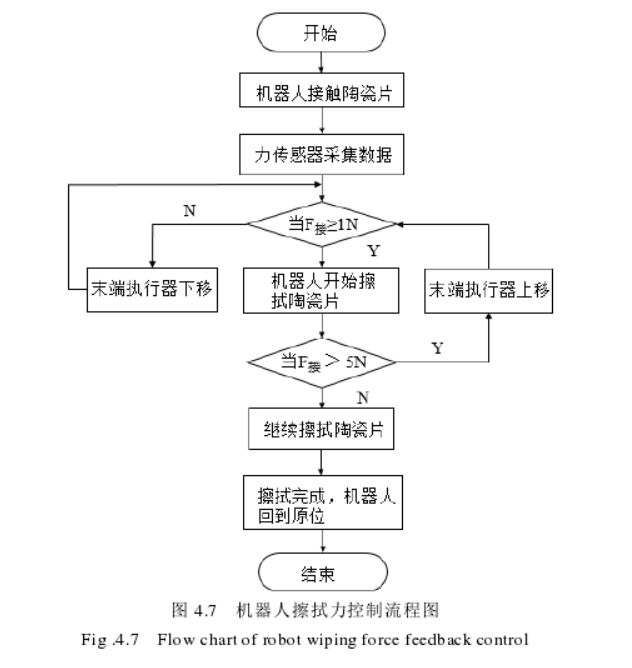 开始
机器人接触陶瓷片
力传感器采集数据
N
当F接≥1N
Y
末端执行器下移
机器人开始擦
拭陶瓷片
末端执行器上移
当F接＞5N
Y
N
继续擦拭陶瓷片
擦拭完成，机器人
回到原位
结束
图 4.7 机器人擦拭力控制流程图
Fig .4.7 Flow chart of robot wiping force feedback control